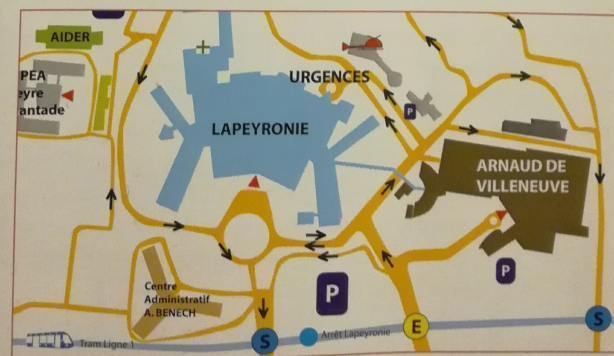 AIDER
PEA
eyre
antade
URGENCES
P
LAPEYRONIE
ARNAUD DE
VILLENEUVE
P
Centre
Administratif
A. BENECH
P
Tram Ligne 1
S
Arrêt Lapeyronie
E
S